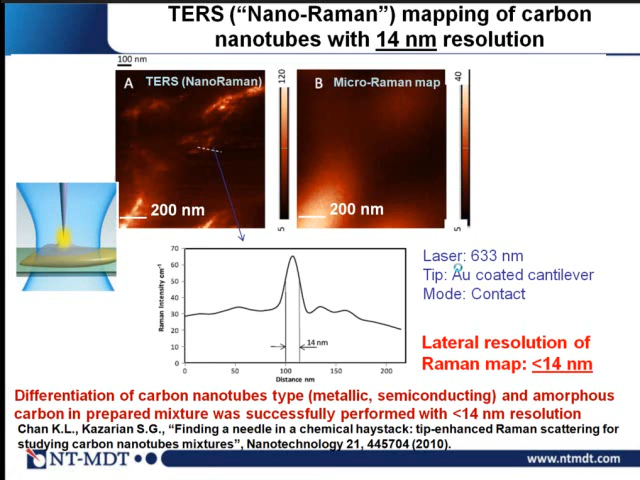 TERS (“Nano-Raman”) mapping of carbon
nanotubes with 14 nm resolution
100 nm
A TERS (NanoRaman)
120
5
B Micro-Raman map
40
5
200 nm
200 nm
70
60
50
40
30
20
10
0
Raman Intensity cm-1
14 nm
0 50 100 150 200
Distance nm
Laser: 633 nm
Tip: Au coated cantilever
Mode: Contact
Lateral resolution of
Raman map: <14 nm
Differentiation of carbon nanotubes type (metallic, semiconducting) and amorphous
carbon in prepared mixture was successfully performed with <14 nm resolution
Chan K.L., Kazarian S.G., “Finding a needle in a chemical haystack: tip-enhanced Raman scattering for
studying carbon nanotubes mixtures”, Nanotechnology 21, 445704 (2010).
NT-MDT
www.ntmdt.com